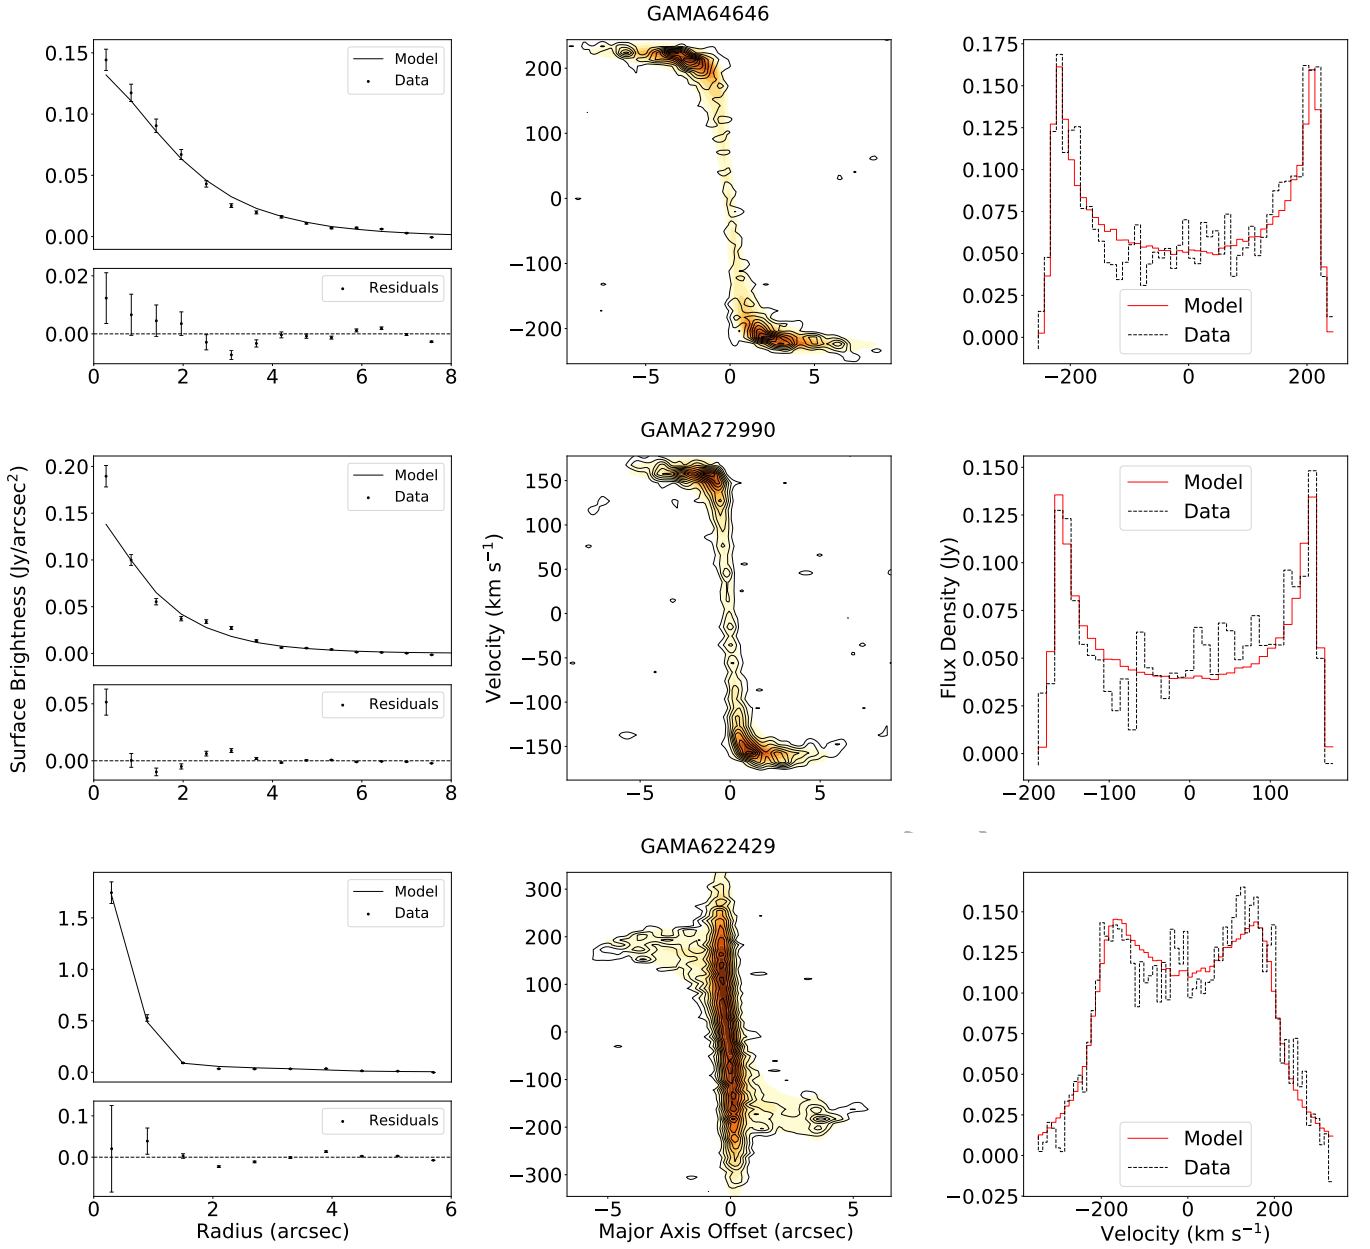 GAMA64646
0.15
0.10
0.05
0.00
Model
Data
0.02
0.00
Residuals
0 2 4 6 8
200
100
0
−100
−200
−5 0 5
0.175
0.150
0.125
0.100
0.075
0.050
0.025
0.000
Model
Data
−200 0 200
GAMA272990
Surface Brightness (Jy/arcsec²)
0.20
0.15
0.10
0.05
0.00
Model
Data
0.05
0.00
Residuals
0 2 4 6 8
Velocity (km s⁻¹)
150
100
50
0
−50
−100
−150
−5 0 5
Flux Density (Jy)
0.150
0.125
0.100
0.075
0.050
0.025
0.000
Model
Data
−200 −100 0 100
GAMA622429
1.5
1.0
0.5
0.0
Model
Data
0.1
0.0
Residuals
0 2 4 6
Radius (arcsec)
300
200
100
0
−100
−200
−300
−5 0 5
Major Axis Offset (arcsec)
0.150
0.125
0.100
0.075
0.050
0.025
0.000
−0.025
Model
Data
−200 0 200
Velocity (km s⁻¹)